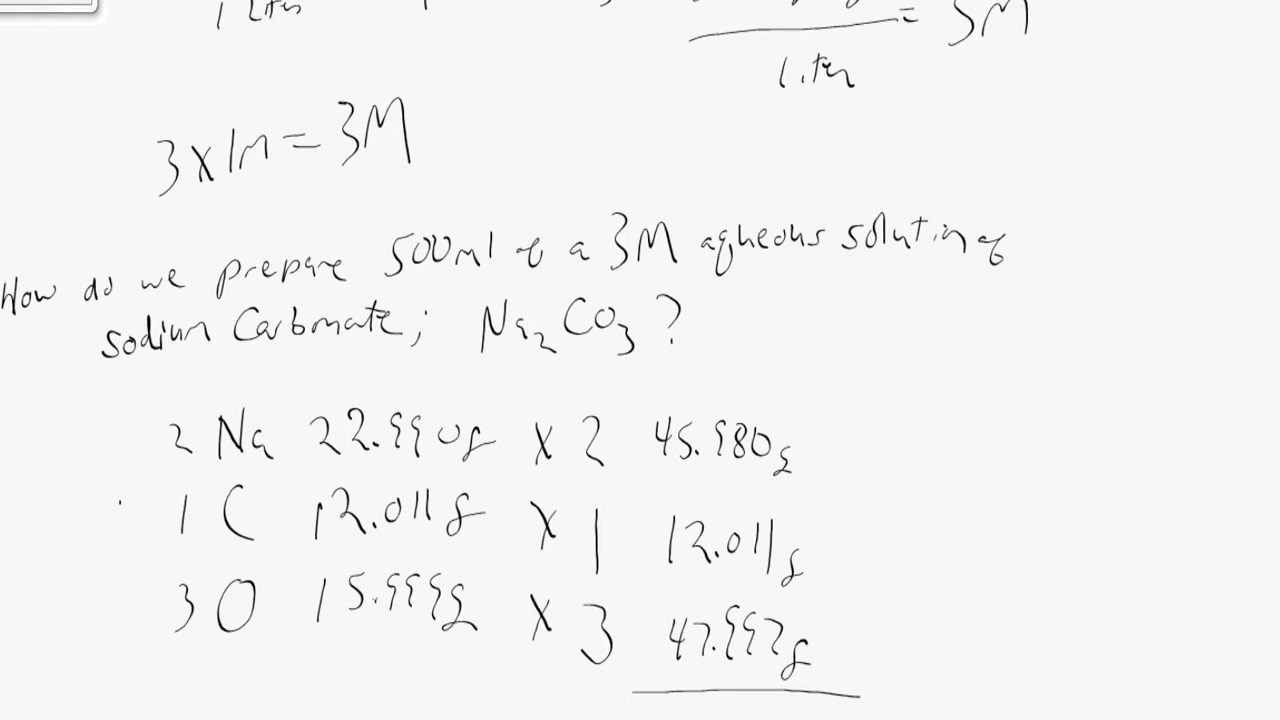 1 Liter
= 3M
Liter
3 x 1M = 3M
How do we prepare 500ml of a 3M aqueous solution of
sodium Carbonate; Na₂CO₃?
2 Na 22.990g x 2 45.980g
1 C 12.011g x 1 12.011g
3 O 15.999g x 3 47.997g